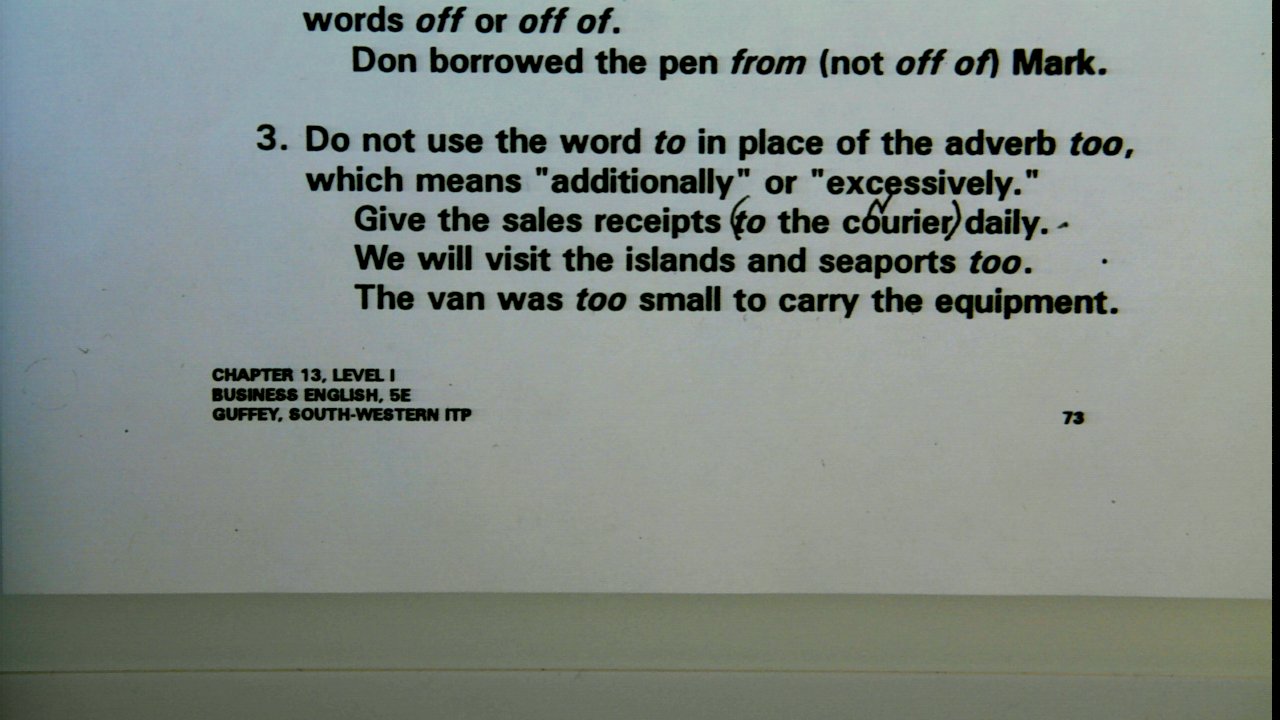 words off or off of.
Don borrowed the pen from (not off of) Mark.
3. Do not use the word to in place of the adverb too,
which means "additionally" or "excessively."
Give the sales receipts (to the courier) daily.
We will visit the islands and seaports too.
The van was too small to carry the equipment.
CHAPTER 13, LEVEL I
BUSINESS ENGLISH, 5E
GUFFEY, SOUTH-WESTERN ITP
73